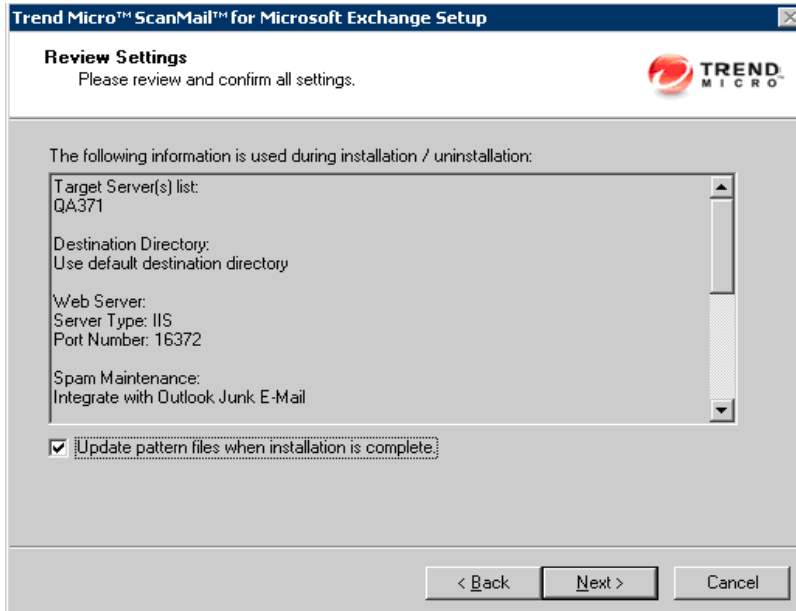 Trend Micro™ ScanMail™ for Microsoft Exchange Setup
Review Settings
Please review and confirm all settings.
TREND
MICRO™
The following information is used during installation / uninstallation:
Target Server(s) list:
QA371
Destination Directory:
Use default destination directory
Web Server:
Server Type: IIS
Port Number: 16372
Spam Maintenance:
Integrate with Outlook Junk E-Mail
Update pattern files when installation is complete.
< Back
Next >
Cancel